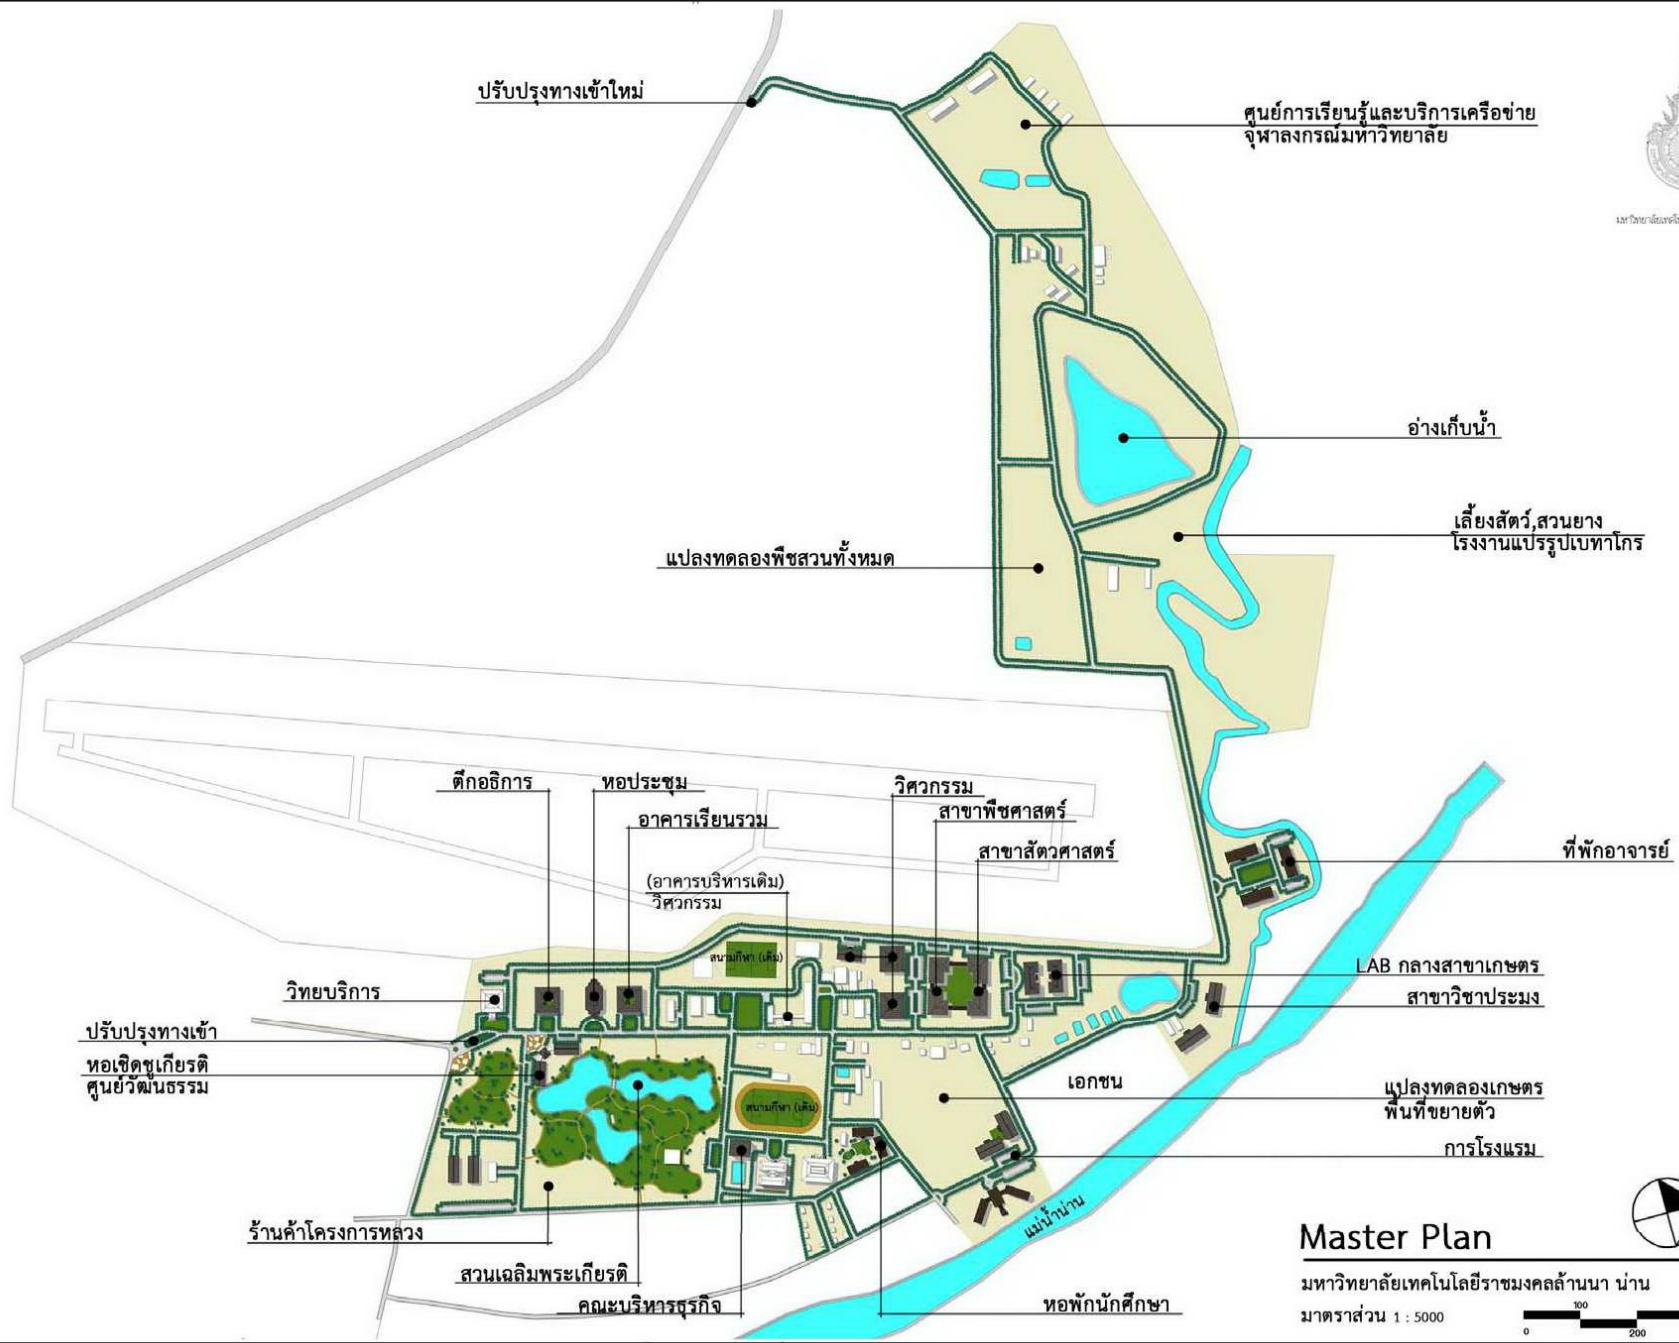 ปรับปรุงทางเข้าใหม่
ศูนย์การเรียนรู้และบริการเครือข่าย
จุฬาลงกรณ์มหาวิทยาลัย
อ่างเก็บน้ำ
เลี้ยงสัตว์,สวนยาง
โรงงานแปรรูปเบทาโกร
แปลงทดลองพืชสวนทั้งหมด
ตึกอธิการ
หอประชุม
วิศวกรรม
สาขาพืชศาสตร์
อาคารเรียนรวม
สาขาสัตวศาสตร์
ที่พักอาจารย์
(อาคารบริหารเดิม)
วิศวกรรม
สนามกีฬา (เดิม)
LAB กลางสาขาเกษตร
วิทยบริการ
สาขาวิชาประมง
ปรับปรุงทางเข้า
หอเชิดชูเกียรติ
ศูนย์วัฒนธรรม
เอกชน
แปลงทดลองเกษตร
พื้นที่ขยายตัว
สนามกีฬา (เดิม)
การโรงแรม
แม่น้ำน่าน
ร้านค้าโครงการหลวง
สวนเฉลิมพระเกียรติ
คณะบริหารธุรกิจ
หอพักนักศึกษา
Master Plan
มหาวิทยาลัยเทคโนโลยีราชมงคลล้านนา น่าน
มาตราส่วน 1 : 5000
100
0
200